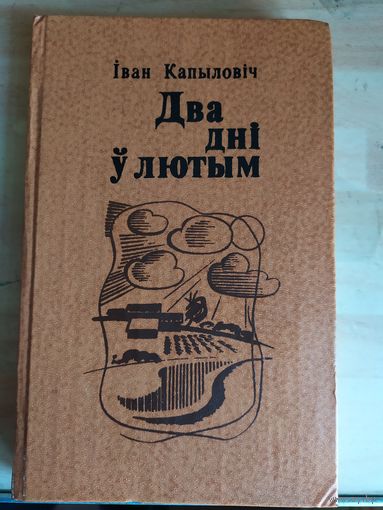 Іван Капыловіч
Два
дні
ў лютым